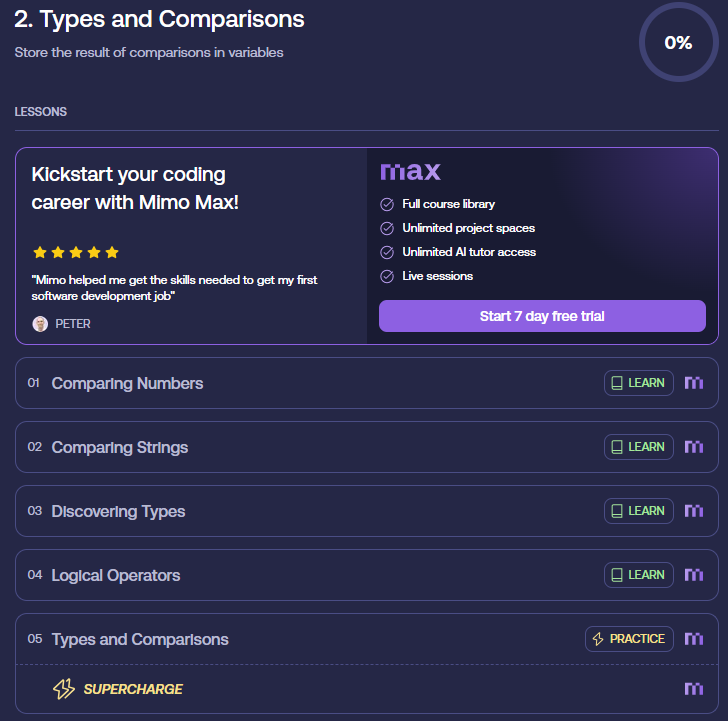 2. Types and Comparisons
0%
Store the result of comparisons in variables
LESSONS
Kickstart your coding
career with Mimo Max!
"Mimo helped me get the skills needed to get my first
software development job"
PETER
max
Full course library
Unlimited project spaces
Unlimited AI tutor access
Live sessions
Start 7 day free trial
01 Comparing Numbers LEARN m
02 Comparing Strings LEARN m
03 Discovering Types LEARN m
04 Logical Operators LEARN m
05 Types and Comparisons PRACTICE m
SUPERCHARGE m